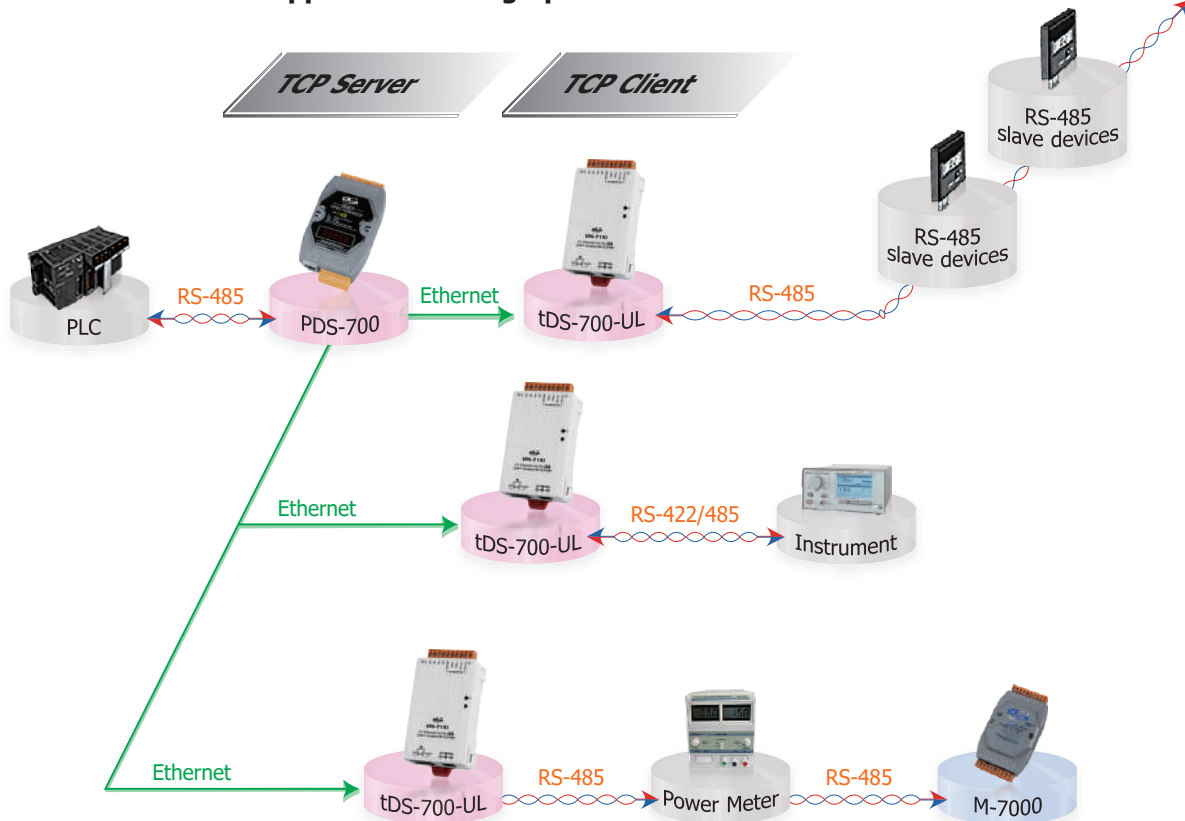 TCP Server
TCP Client
RS-485
slave devices
RS-485
slave devices
PLC
RS-485
PDS-700
Ethernet
tDS-700-UL
RS-485
Ethernet
tDS-700-UL
RS-422/485
Instrument
Ethernet
tDS-700-UL
RS-485
Power Meter
RS-485
M-7000